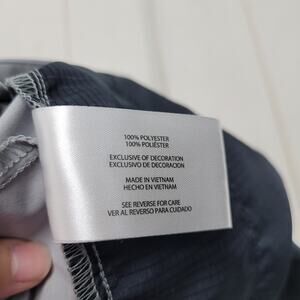 100% POLYESTER
100% POLIÉSTER
EXCLUSIVE OF DECORATION
EXCLUSIVO DE DECORACION
MADE IN VIETNAM
HECHO EN VIETNAM
SEE REVERSE FOR CARE
VER AL REVERSO PARA CUIDADO